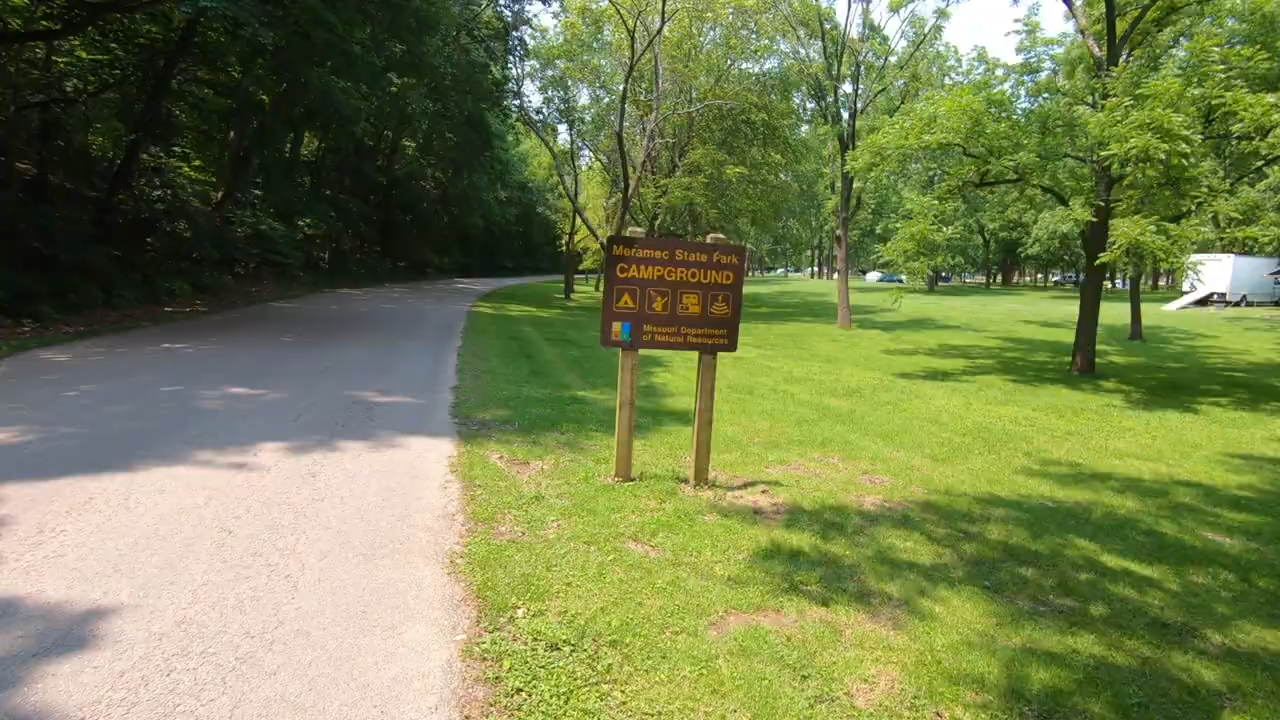 Meramec State Park
CAMPGROUND
Missouri Department
of Natural Resources